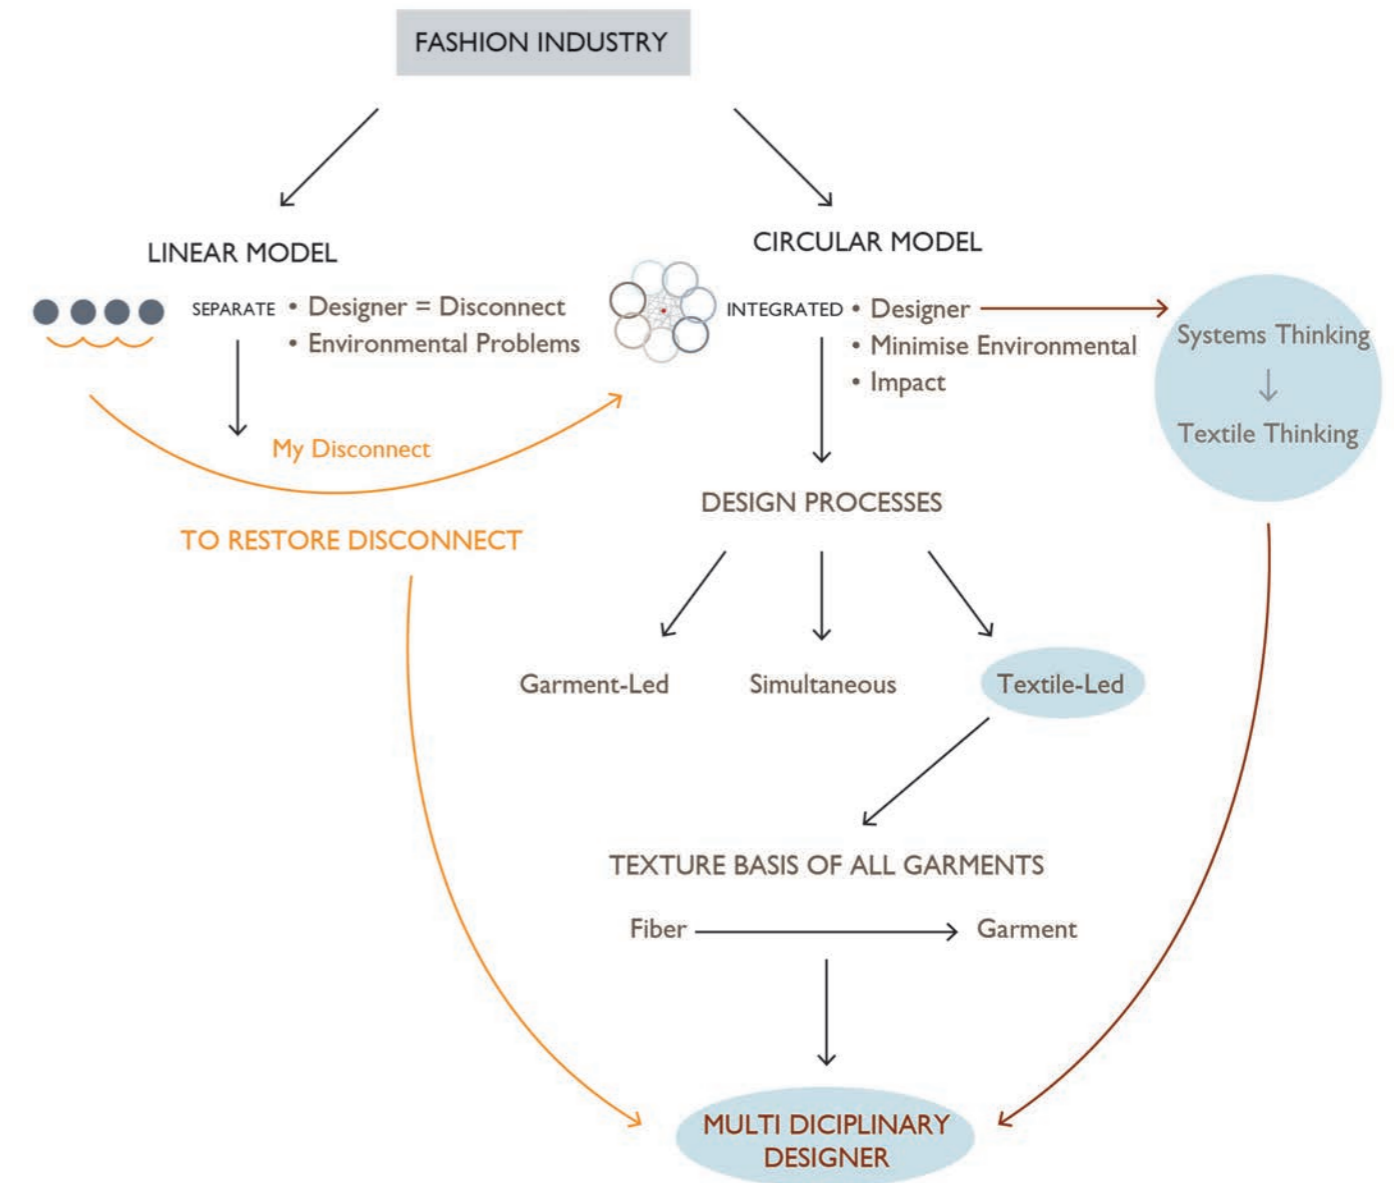 FASHION INDUSTRY
LINEAR MODEL
SEPARATE
• Designer = Disconnect
• Environmental Problems
My Disconnect
TO RESTORE DISCONNECT
CIRCULAR MODEL
INTEGRATED
• Designer
• Minimise Environmental
• Impact
Systems Thinking
Textile Thinking
DESIGN PROCESSES
Garment-Led
Simultaneous
Textile-Led
TEXTURE BASIS OF ALL GARMENTS
Fiber
Garment
MULTI DICIPLINARY
DESIGNER